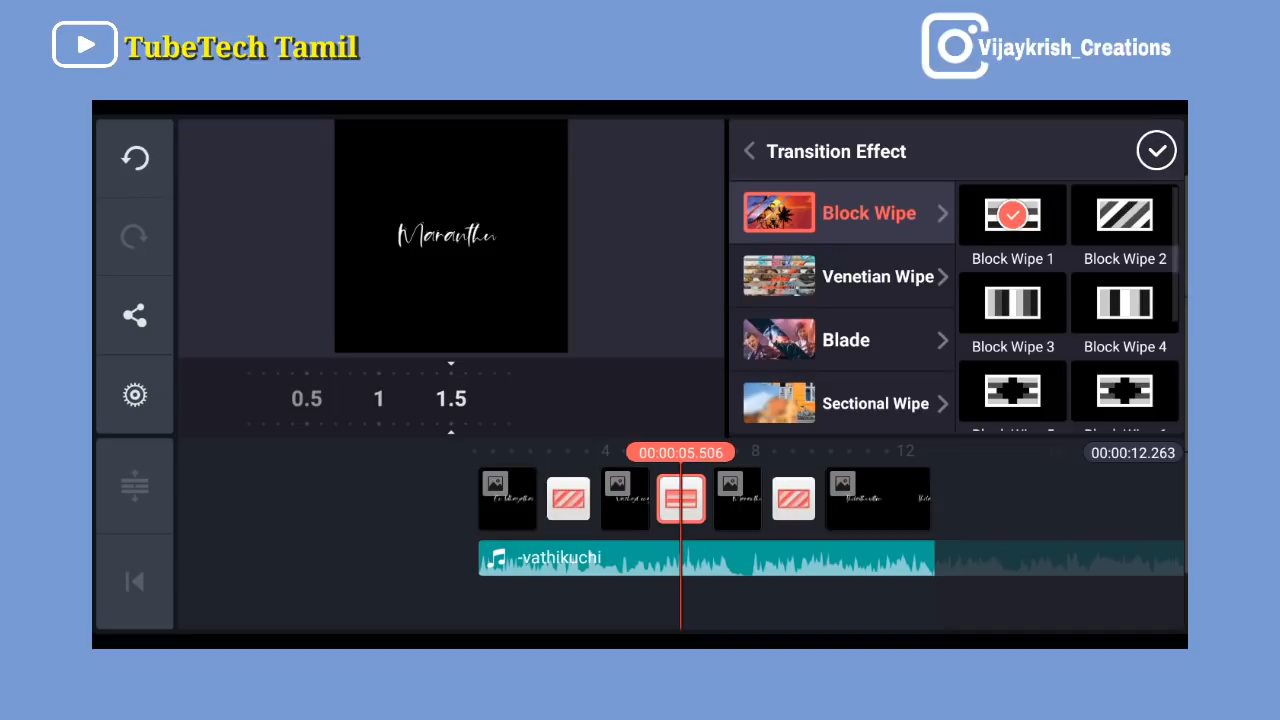 TubeTech Tamil
Vijaykrish_Creations
Transition Effect
Maranthu
Block Wipe
Venetian Wipe
Blade
Sectional Wipe
Block Wipe 1
Block Wipe 2
Block Wipe 3
Block Wipe 4
0.5 1 1.5
4 8 12
00:00:05.506
00:00:12.263
-vathikuchi